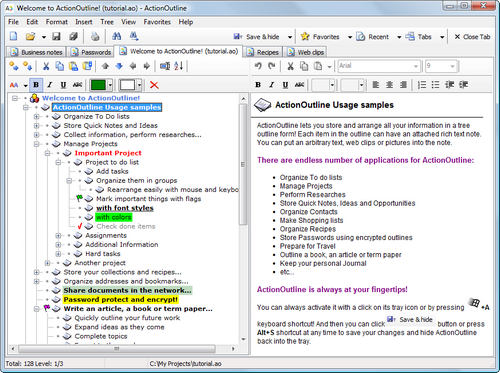 Welcome to ActionOutline! (tutorial.ao) - ActionOutline
File Format Insert Tree View Favorites Help
Save & hide Favorites Recent Tabs Close Tab
Business notes Passwords Welcome to ActionOutline! (tutorial.ao) Recipes Web clips
Arial 9
B I U ABC B I U ABC
Welcome to ActionOutline!
ActionOutline Usage samples
Organize To Do lists
Store Quick Notes and Ideas
Collect information, perform researches...
Manage Projects
Important Project
Project to do list
Add tasks
Organize them in groups
Rearrange easily with mouse and keybo
Mark important things with flags
with font styles
with colors
Check done items
Assignments
Additional Information
Hard tasks
Another project
Store your collections and recipes...
Organize addresses and bookmarks...
Share documents in the network...
Password protect and encrypt!
Write an article, a book or term paper...
Quickly outline your future work
Expand ideas as they come
Complete topics
ActionOutline Usage samples
ActionOutline lets you store and arrange all your information in a tree
outline form! Each item in the outline can have an attached rich text note.
You can put an arbitrary text, web clips or pictures into the note.
There are endless number of applications for ActionOutline:
• Organize To Do lists
• Manage Projects
• Perform Researches
• Store Quick Notes, Ideas and Opportunities
• Organize Contacts
• Make Shopping lists
• Organize Recipes
• Store Passwords using encrypted outlines
• Prepare for Travel
• Outline a book, an article or term paper
• Keep your personal Journal
• etc...
ActionOutline is always at your fingertips!
You can always activate it with a click on its tray icon or by pressing +A
keyboard shortcut! And then you can click Save & hide button or press
Alt+S shortcut at any time to save your changes and hide ActionOutline
back into the tray.
Total: 128 Level: 1/3 C:\My Projects\tutorial.ao